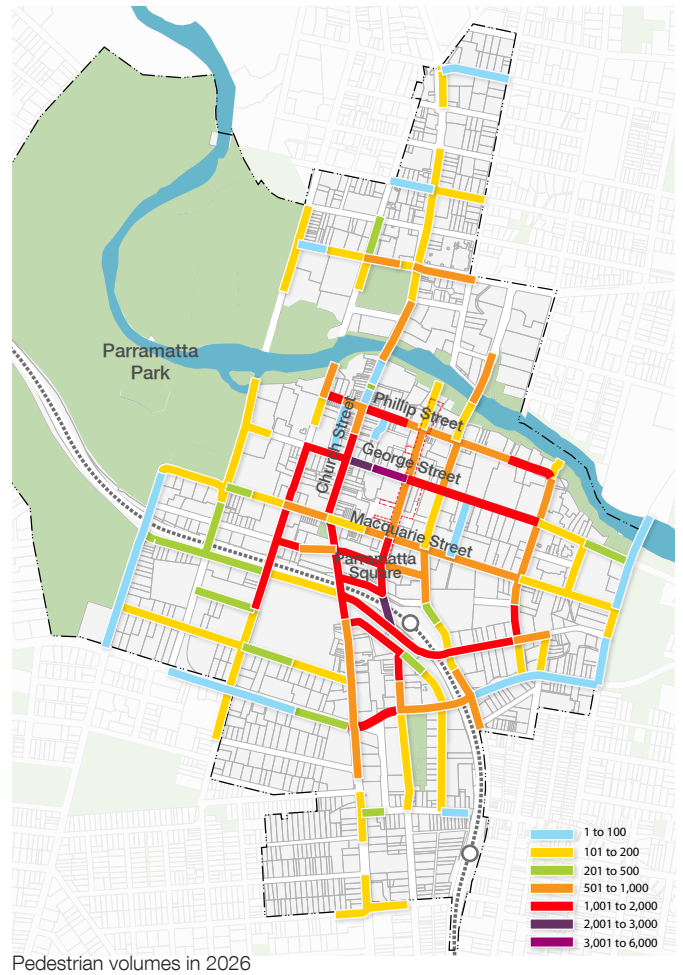 Parramatta
Park
Church Street
Phillip Street
George Street
Macquarie Street
Parramatta
Square
1 to 100
101 to 200
201 to 500
501 to 1,000
1,001 to 2,000
2,001 to 3,000
3,001 to 6,000
Pedestrian volumes in 2026